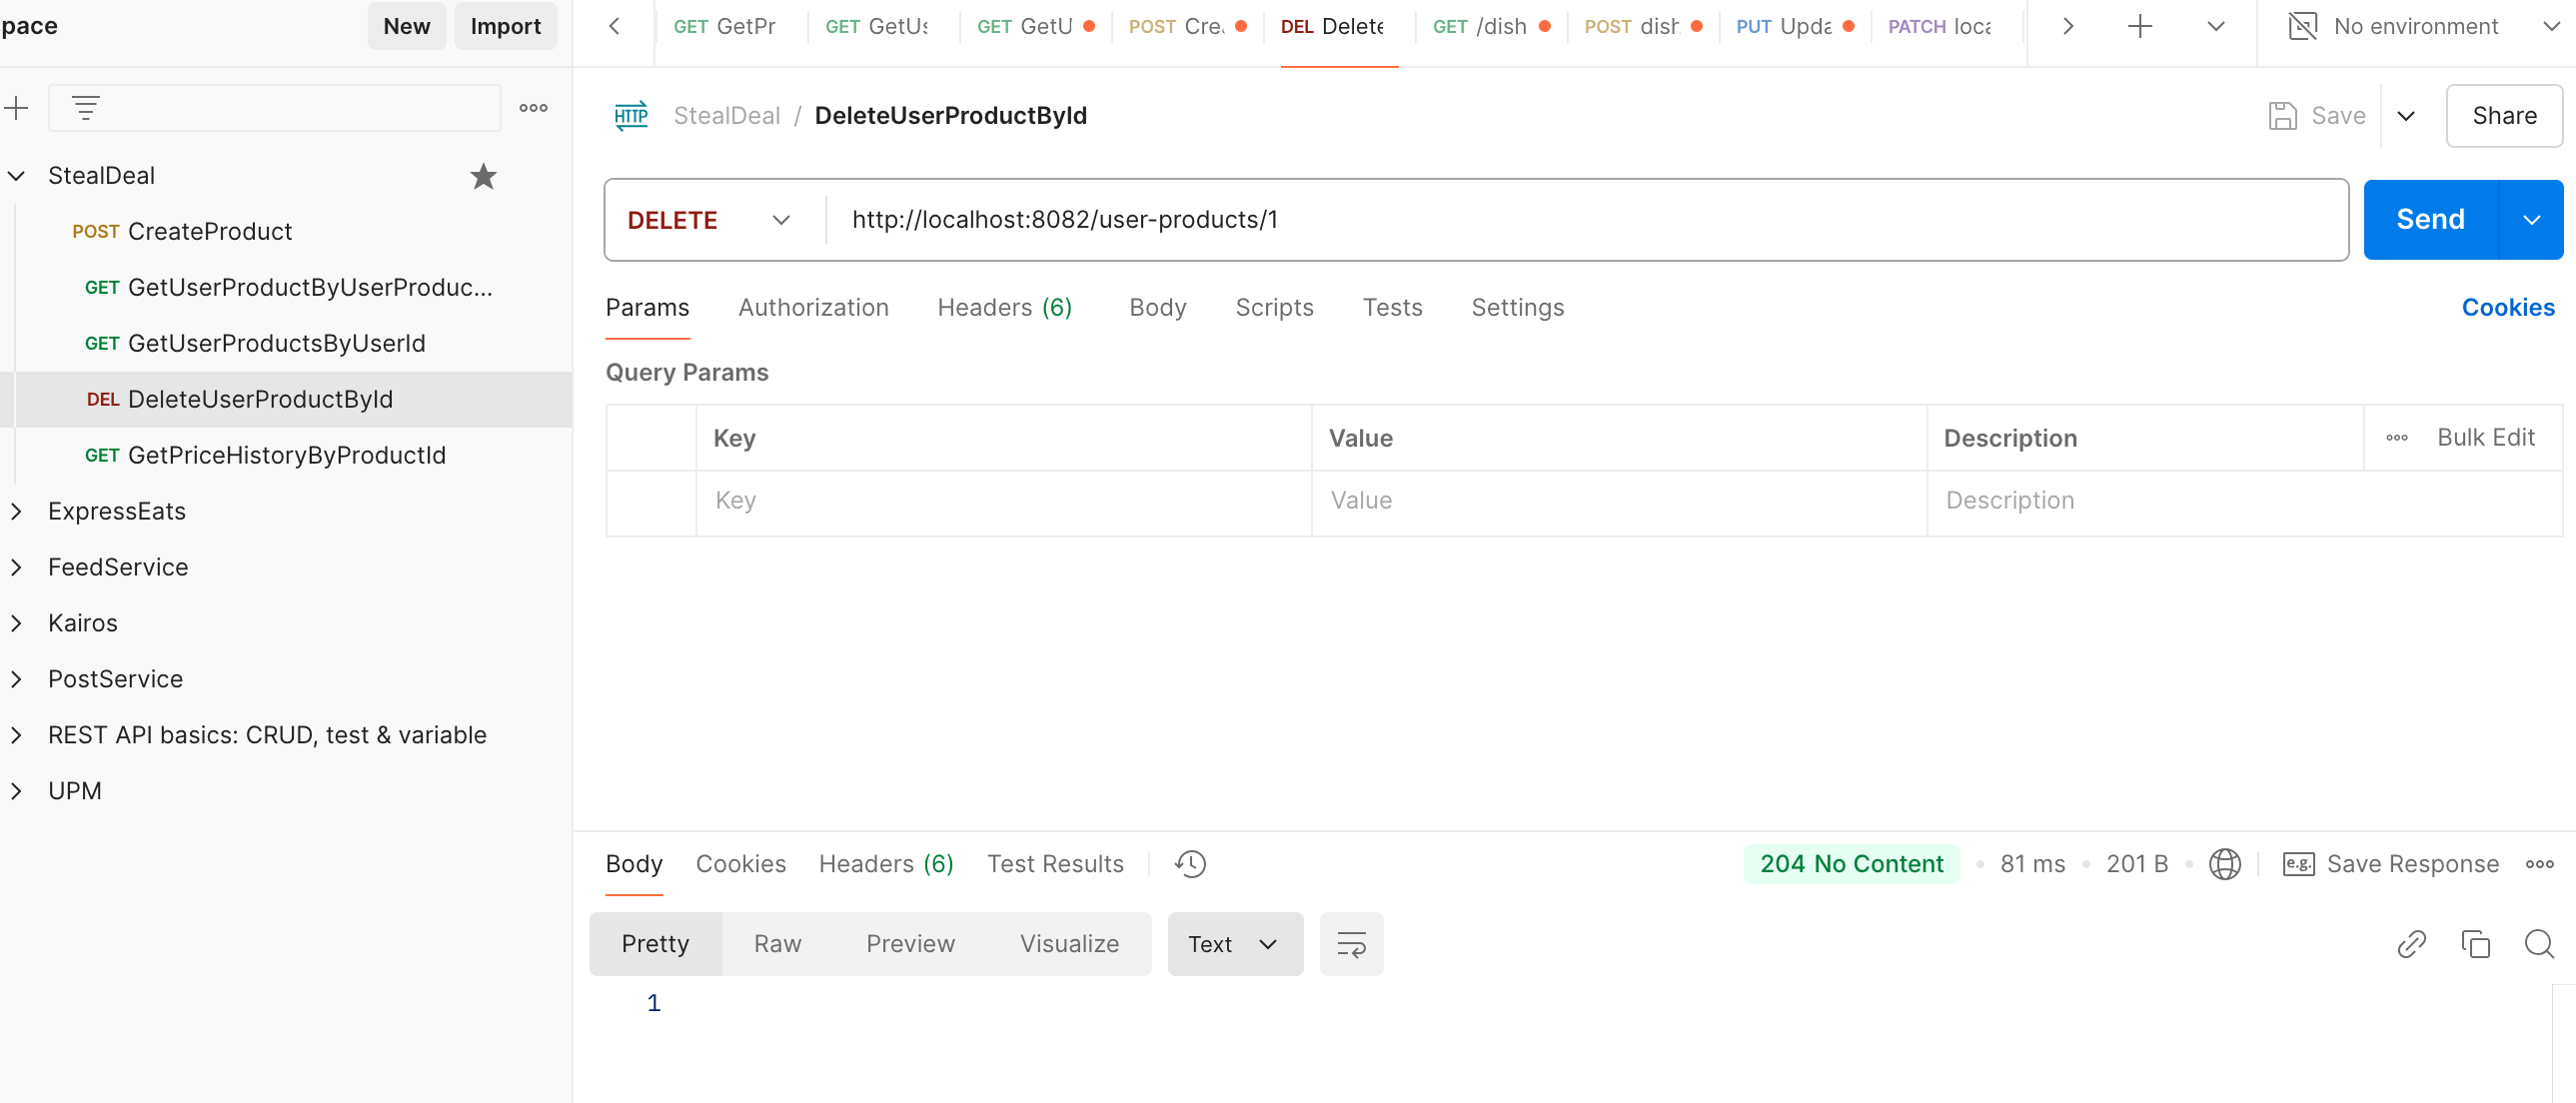 pace
New
Import
GET GetPr
GET GetUs
GET GetU
POST Cre
DEL Delete
GET /dish
POST dish
PUT Upda
PATCH loca
No environment
StealDeal
POST CreateProduct
GET GetUserProductByUserProduc...
GET GetUserProductsByUserId
DEL DeleteUserProductById
GET GetPriceHistoryByProductId
ExpressEats
FeedService
Kairos
PostService
REST API basics: CRUD, test & variable
UPM
HTTP StealDeal / DeleteUserProductById
Save
Share
DELETE http://localhost:8082/user-products/1
Send
Params Authorization Headers (6) Body Scripts Tests Settings
Cookies
Query Params
Key Value Description Bulk Edit
Key Value Description
Body Cookies Headers (6) Test Results
204 No Content 81 ms 201 B e.g. Save Response
Pretty Raw Preview Visualize Text
1